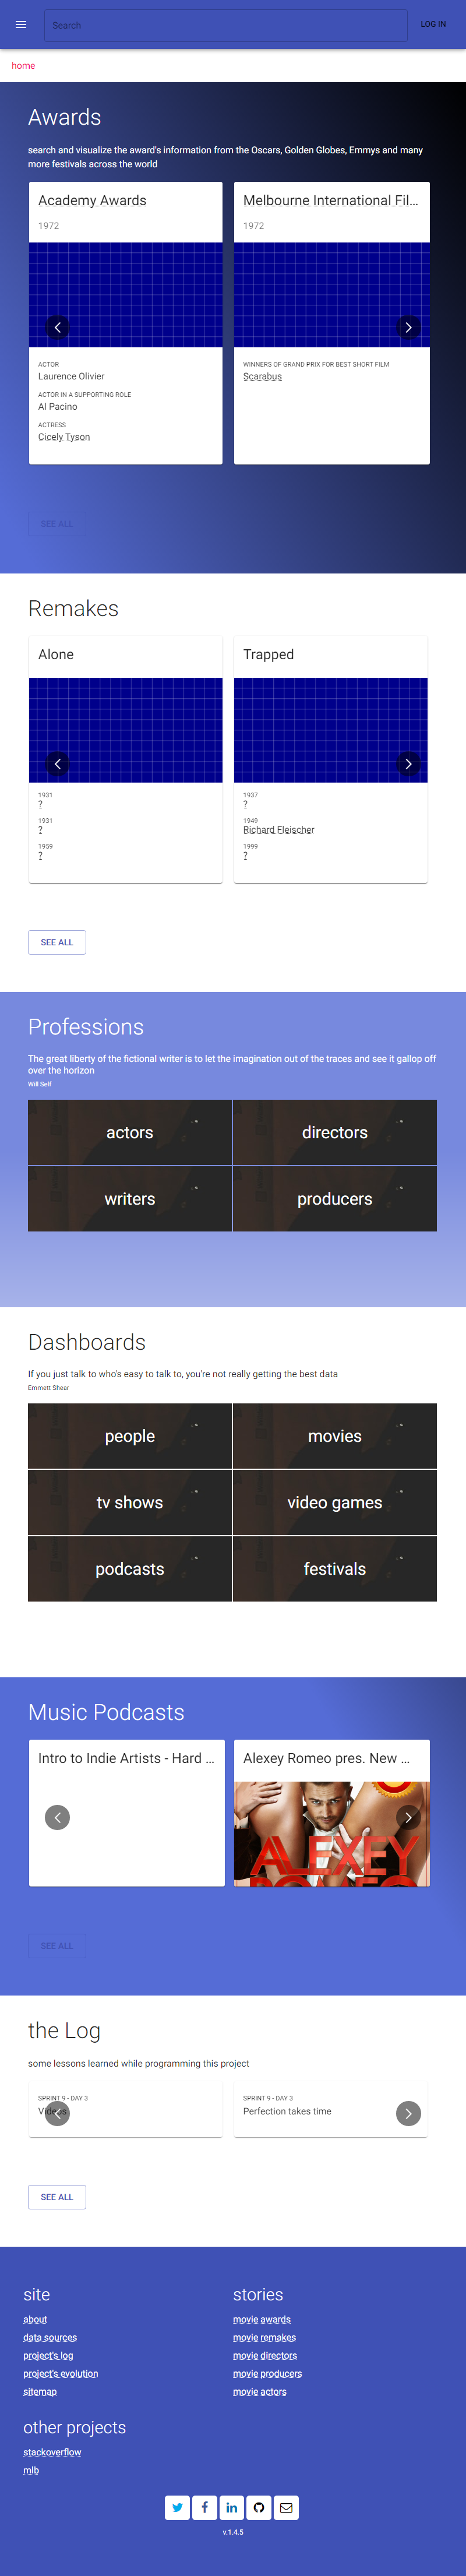 Search
LOG IN
home
Awards
search and visualize the award's information from the Oscars, Golden Globes, Emmys and many
more festivals across the world
Academy Awards
1972
Melbourne International Fil...
1972
ACTOR
Laurence Olivier
ACTOR IN A SUPPORTING ROLE
Al Pacino
ACTRESS
Cicely Tyson
WINNERS OF GRAND PRIX FOR BEST SHORT FILM
Scarabus
SEE ALL
Remakes
Alone
Trapped
1931
?
1931
?
1959
?
1937
?
1949
Richard Fleischer
1999
?
SEE ALL
Professions
The great liberty of the fictional writer is to let the imagination out of the traces and see it gallop off
over the horizon
Will Self
actors
directors
writers
producers
Dashboards
If you just talk to who's easy to talk to, you're not really getting the best data
Emmett Shear
people
movies
tv shows
video games
podcasts
festivals
Music Podcasts
Intro to Indie Artists - Hard ...
Alexey Romeo pres. New ...
ALEXEY
SEE ALL
the Log
some lessons learned while programming this project
SPRINT 9 - DAY 3
Videos
SPRINT 9 - DAY 3
Perfection takes time
SEE ALL
site
about
data sources
project's log
project's evolution
sitemap
stories
movie awards
movie remakes
movie directors
movie producers
movie actors
other projects
stackoverflow
mlb
v.1.4.5